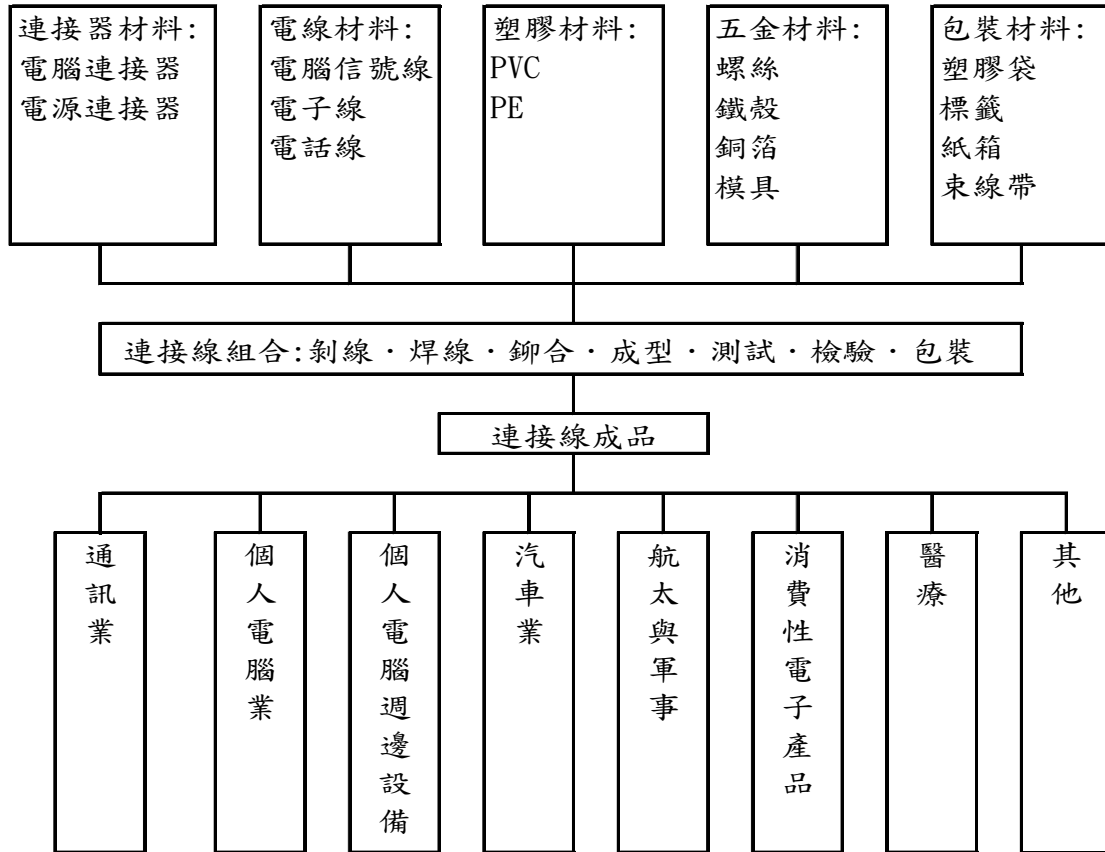 連接器材料:
電腦連接器
電源連接器
電線材料:
電腦信號線
電子線
電話線
塑膠材料:
PVC
PE
五金材料:
螺絲
鐵殼
銅箔
模具
包裝材料:
塑膠袋
標籤
紙箱
束線帶
連接線組合:剝線‧焊線‧鉚合‧成型‧測試‧檢驗‧包裝
連接線成品
通訊業
個人電腦業
個人電腦週邊設備
汽車業
航太與軍事
消費性電子產品
醫療
其他